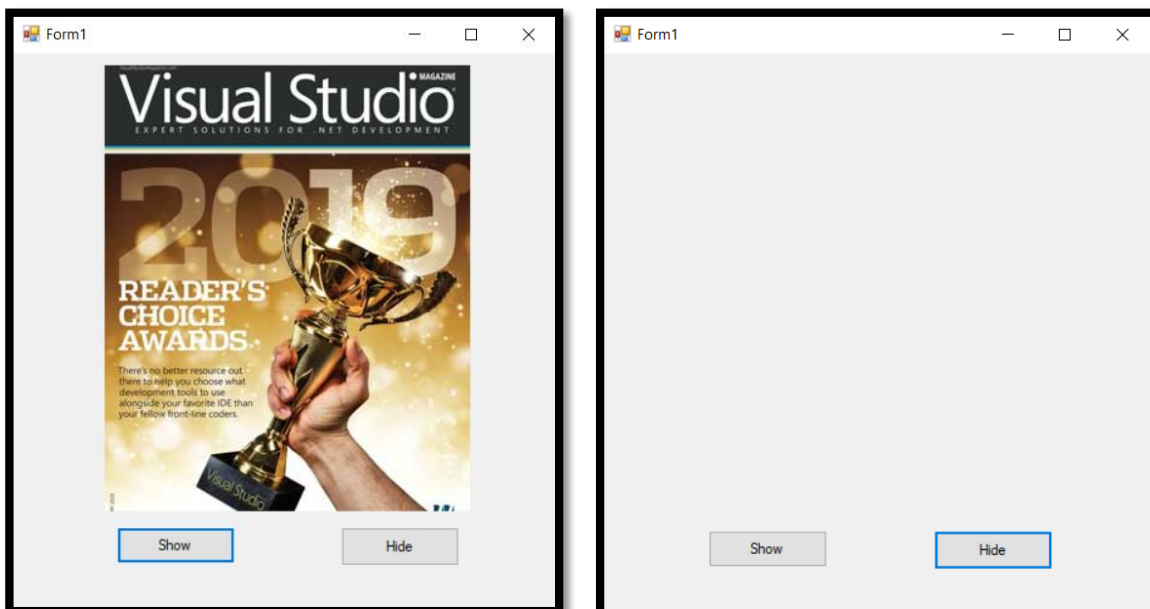 Form1
visualstudiomagazine.com
MAGAZINE
Visual Studio
EXPERT SOLUTIONS FOR .NET DEVELOPMENT
2019
READER'S
CHOICE
AWARDS
There's no better resource out
there to help you choose what
development tools to use
alongside your favorite IDE than
your fellow front-line coders.
Visual Studio
Show
Hide
Form1
Show
Hide